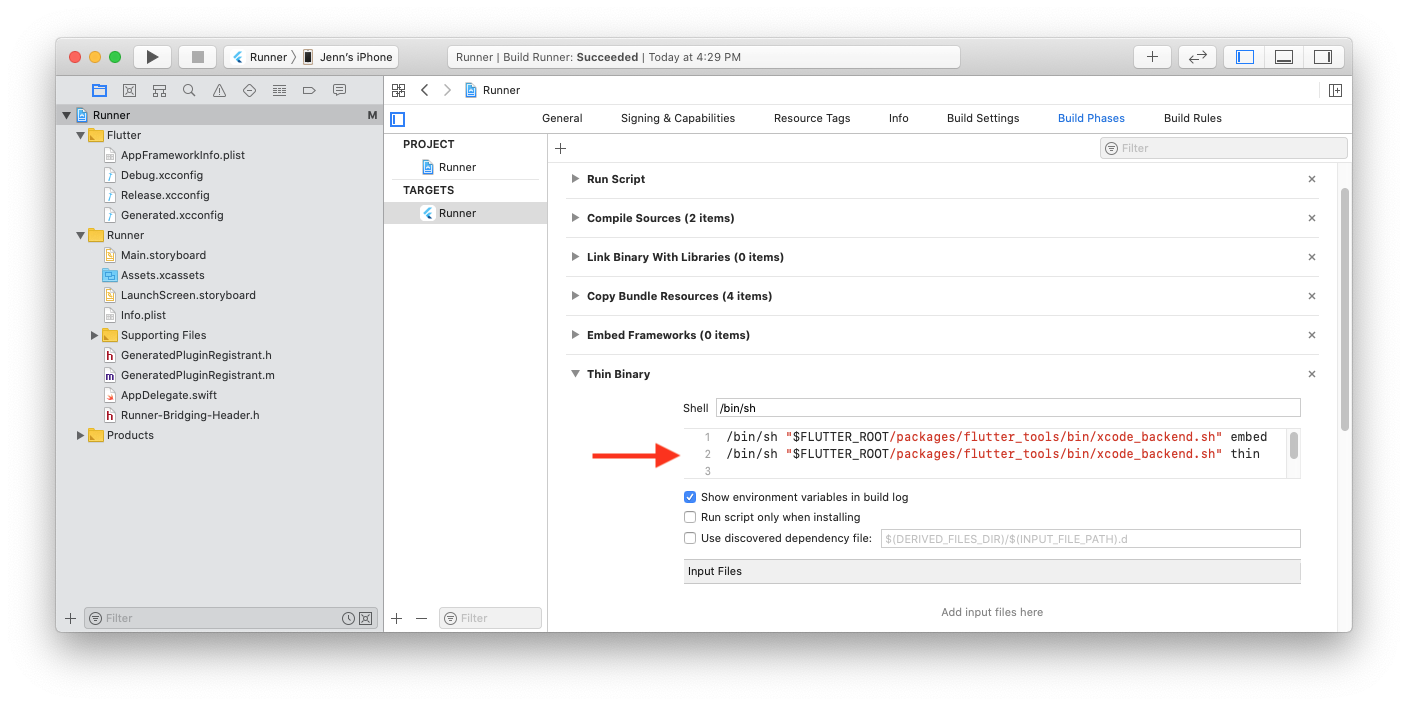 Runner 〉 Jenn's iPhone
Runner | Build Runner: Succeeded | Today at 4:29 PM
Runner M
Flutter
AppFrameworkInfo.plist
Debug.xcconfig
Release.xcconfig
Generated.xcconfig
Runner
Main.storyboard
Assets.xcassets
LaunchScreen.storyboard
Info.plist
Supporting Files
GeneratedPluginRegistrant.h
GeneratedPluginRegistrant.m
AppDelegate.swift
Runner-Bridging-Header.h
Products
Filter
Runner
General Signing & Capabilities Resource Tags Info Build Settings Build Phases Build Rules
PROJECT
Runner
TARGETS
Runner
Filter
Filter
Run Script
Compile Sources (2 items)
Link Binary With Libraries (0 items)
Copy Bundle Resources (4 items)
Embed Frameworks (0 items)
Thin Binary
Shell /bin/sh
1 /bin/sh "$FLUTTER_ROOT/packages/flutter_tools/bin/xcode_backend.sh" embed
2 /bin/sh "$FLUTTER_ROOT/packages/flutter_tools/bin/xcode_backend.sh" thin
3
Show environment variables in build log
Run script only when installing
Use discovered dependency file: $(DERIVED_FILES_DIR)/$(INPUT_FILE_PATH).d
Input Files
Add input files here